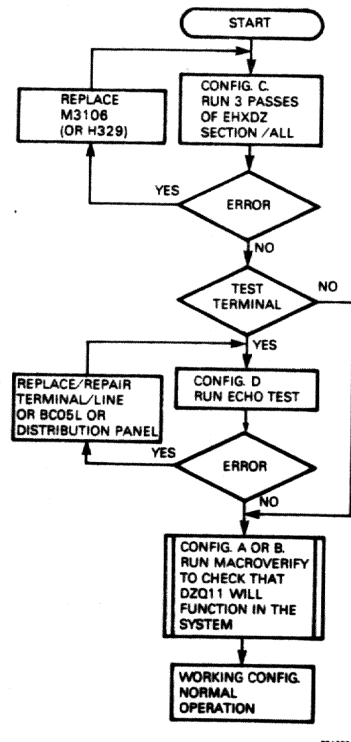 START
REPLACE
M3106
(OR H329)
CONFIG. C.
RUN 3 PASSES
OF EHXDZ
SECTION /ALL
YES
ERROR
NO
TEST
TERMINAL
NO
YES
REPLACE/REPAIR
TERMINAL/LINE
OR BC05L OR
DISTRIBUTION PANEL
CONFIG. D
RUN ECHO TEST
YES
ERROR
NO
CONFIG. A OR B.
RUN MACROVERIFY
TO CHECK THAT
DZQ11 WILL
FUNCTION IN THE
SYSTEM
WORKING CONFIG.
NORMAL
OPERATION